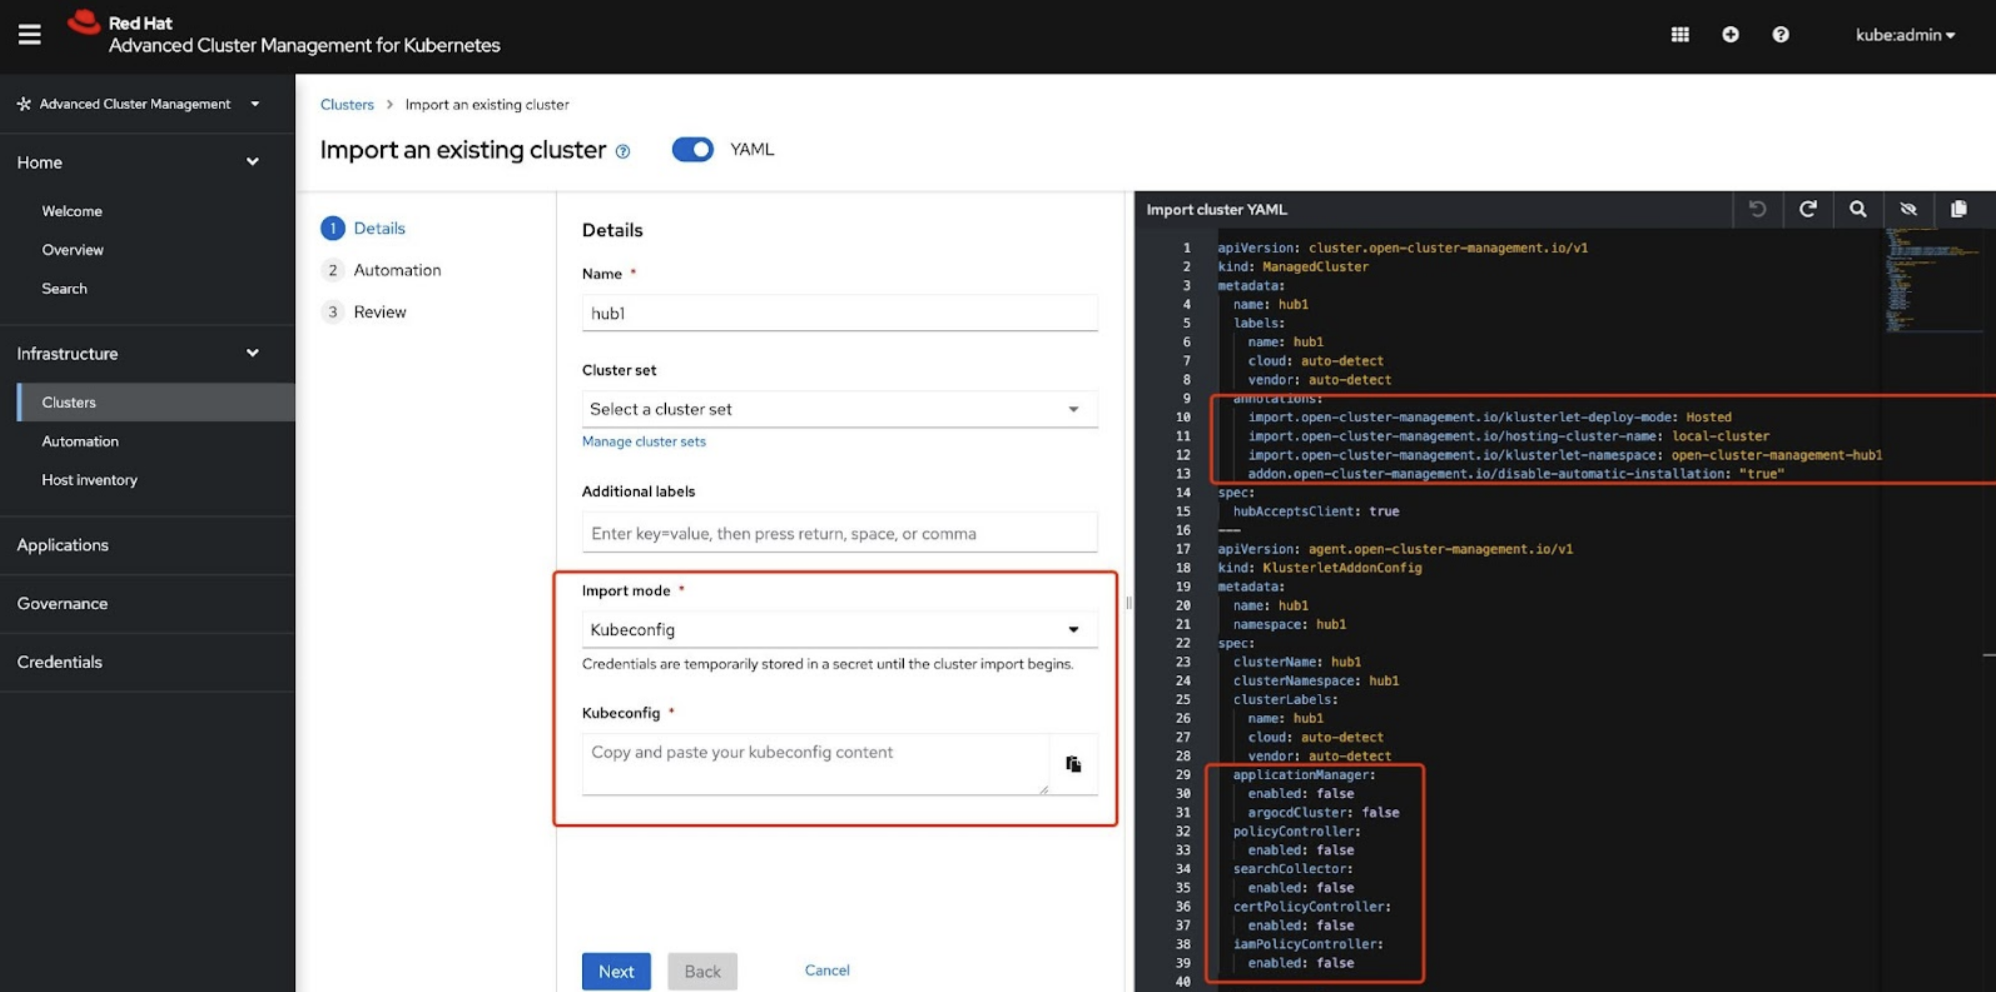 Red Hat
Advanced Cluster Management for Kubernetes
kube:admin
Advanced Cluster Management
Home
Welcome
Overview
Search
Infrastructure
Clusters
Automation
Host inventory
Applications
Governance
Credentials
Clusters > Import an existing cluster
Import an existing cluster
YAML
1 Details
2 Automation
3 Review
Details
Name *
hub1
Cluster set
Select a cluster set
Manage cluster sets
Additional labels
Enter key=value, then press return, space, or comma
Import mode *
Kubeconfig
Credentials are temporarily stored in a secret until the cluster import begins.
Kubeconfig *
Copy and paste your kubeconfig content
Next
Back
Cancel
Import cluster YAML
1 apiVersion: cluster.open-cluster-management.io/v1
2 kind: ManagedCluster
3 metadata:
4 name: hub1
5 labels:
6 name: hub1
7 cloud: auto-detect
8 vendor: auto-detect
9 annotations:
10 import.open-cluster-management.io/klusterlet-deploy-mode: Hosted
11 import.open-cluster-management.io/hosting-cluster-name: local-cluster
12 import.open-cluster-management.io/klusterlet-namespace: open-cluster-management-hub1
13 addon.open-cluster-management.io/disable-automatic-installation: "true"
14 spec:
15 hubAcceptsClient: true
16 ---
17 apiVersion: agent.open-cluster-management.io/v1
18 kind: KlusterletAddonConfig
19 metadata:
20 name: hub1
21 namespace: hub1
22 spec:
23 clusterName: hub1
24 clusterNamespace: hub1
25 clusterLabels:
26 name: hub1
27 cloud: auto-detect
28 vendor: auto-detect
29 applicationManager:
30 enabled: false
31 argocdCluster: false
32 policyController:
33 enabled: false
34 searchCollector:
35 enabled: false
36 certPolicyController:
37 enabled: false
38 iamPolicyController:
39 enabled: false
40